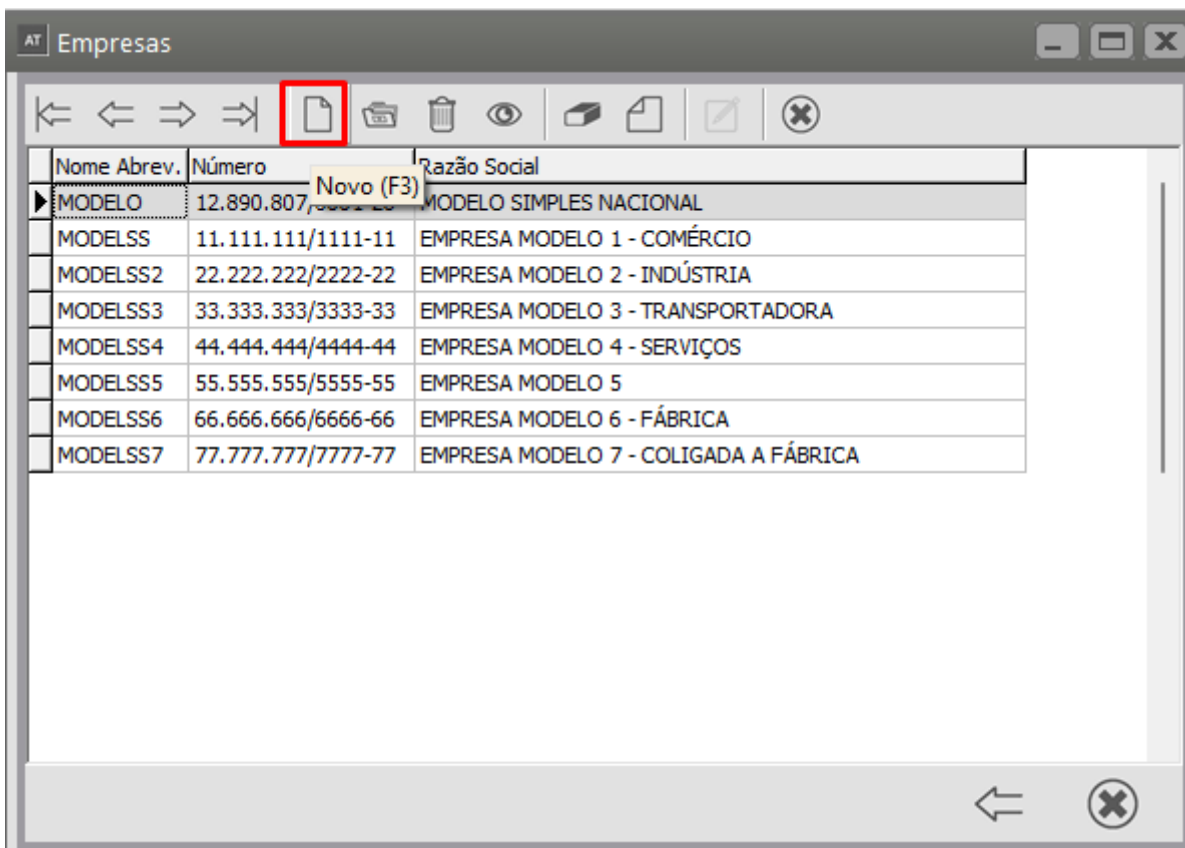 AT Empresas
Nome Abrev. Número Razão Social
Novo (F3)
MODELO 12.890.807/ MODELO SIMPLES NACIONAL
MODELSS 11.111.111/1111-11 EMPRESA MODELO 1 - COMÉRCIO
MODELSS2 22.222.222/2222-22 EMPRESA MODELO 2 - INDÚSTRIA
MODELSS3 33.333.333/3333-33 EMPRESA MODELO 3 - TRANSPORTADORA
MODELSS4 44.444.444/4444-44 EMPRESA MODELO 4 - SERVIÇOS
MODELSS5 55.555.555/5555-55 EMPRESA MODELO 5
MODELSS6 66.666.666/6666-66 EMPRESA MODELO 6 - FÁBRICA
MODELSS7 77.777.777/7777-77 EMPRESA MODELO 7 - COLIGADA A FÁBRICA